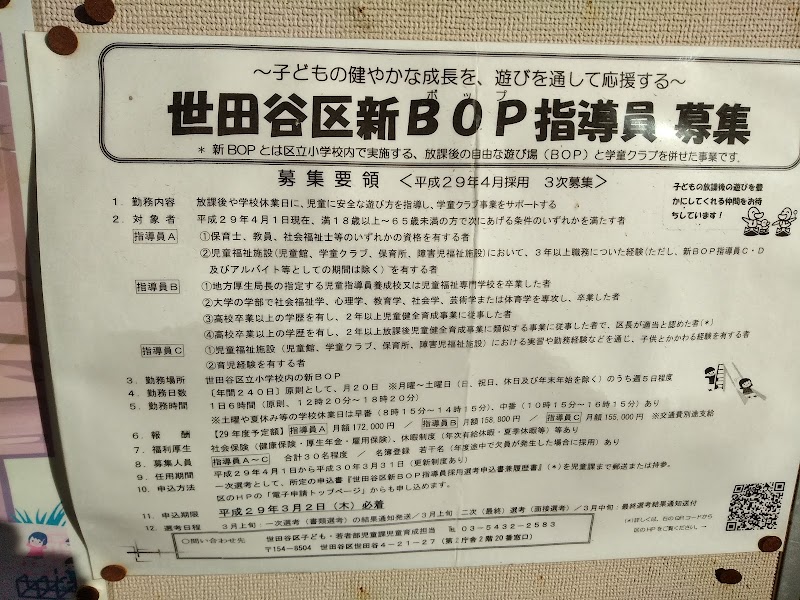 ～子どもの健やかな成長を、遊びを通して応援する～
ボップ
世田谷区新BOP指導員 募集
＊ 新BOPとは区立小学校内で実施する、放課後の自由な遊び場（BOP）と学童クラブを併せた事業です。
募集要領 ＜平成29年4月採用 3次募集＞
子どもの放課後の遊びを豊かにしてくれる仲間をお待ちしています！
1．勤務内容 放課後や学校休業日に、児童に安全な遊び方を指導し、学童クラブ事業をサポートする
2．対象者 平成29年4月1日現在、満18歳以上～65歳未満の方で次にあげる条件のいずれかを満たす者
指導員A ①保育士、教員、社会福祉士等のいずれかの資格を有する者
②児童福祉施設(児童館、学童クラブ、保育所、障害児福祉施設)において、3年以上職務についた経験(ただし、新BOP指導員C・D
及びアルバイト等としての期間は除く）を有する者
指導員B ①地方厚生局長の指定する児童指導員養成校又は児童福祉専門学校を卒業した者
②大学の学部で社会福祉学、心理学、教育学、社会学、芸術学または体育学を専攻し、卒業した者
③高校卒業以上の学歴を有し、2年以上児童健全育成事業に従事した者
④高校卒業以上の学歴を有し、2年以上放課後児童健全育成事業に類似する事業に従事した者で、区長が適当と認めた者(＊)
指導員C ①児童福祉施設（児童館、学童クラブ、保育所、障害児福祉施設）における実習や勤務経験などを通じ、子供とかかわる経験を有する者
②育児経験を有する者
3．勤務場所 世田谷区立小学校内の新BOP
4．勤務日数 〔年間240日〕原則として、月20日 ※月曜～土曜日（日、祝日、休日及び年末年始を除く）のうち週5日程度
5．勤務時間 1日6時間（原則、12時20分～18時20分）
※土曜や夏休み等の学校休業日は早番（8時15分～14時15分）、中番（10時15分～16時15分）あり
6．報酬 【29年度予定額】指導員A 月額172,000円 ／ 指導員B 月額158,800円 ／ 指導員C 月額155,000円 ※交通費別途支給
7．福利厚生 社会保険（健康保険・厚生年金・雇用保険）、休暇制度（年次有給休暇・夏季休暇等）等あり
8．募集人員 指導員A～C 合計30名程度 ／ 名簿登録 若干名（年度途中で欠員が発生した場合に採用）あり
9．任用期間 平成29年4月1日から平成30年3月31日（更新制度あり）
10．申込方法 一次選考として、所定の申込書『世田谷区新BOP指導員採用選考申込書兼履歴書』(＊)を児童課まで郵送または持参。
区のHPの「電子申請トップページ」からも申し込めます。
11．申込期限 平成29年3月2日（木）必着
12．選考日程 3月上旬：一次選考（書類選考）の結果通知発送／3月上旬：二次（最終）選考（面接選考）／3月中旬：最終選考結果通知送付
(＊)詳しくは、右のQRコードから
区のHPをご覧ください。
○問い合わせ先 世田谷区子ども・若者部児童課児童育成担当 ℡ 03-5432-2583
〒154-8504 世田谷区世田谷4-21-27（第2庁舎2階20番窓口）